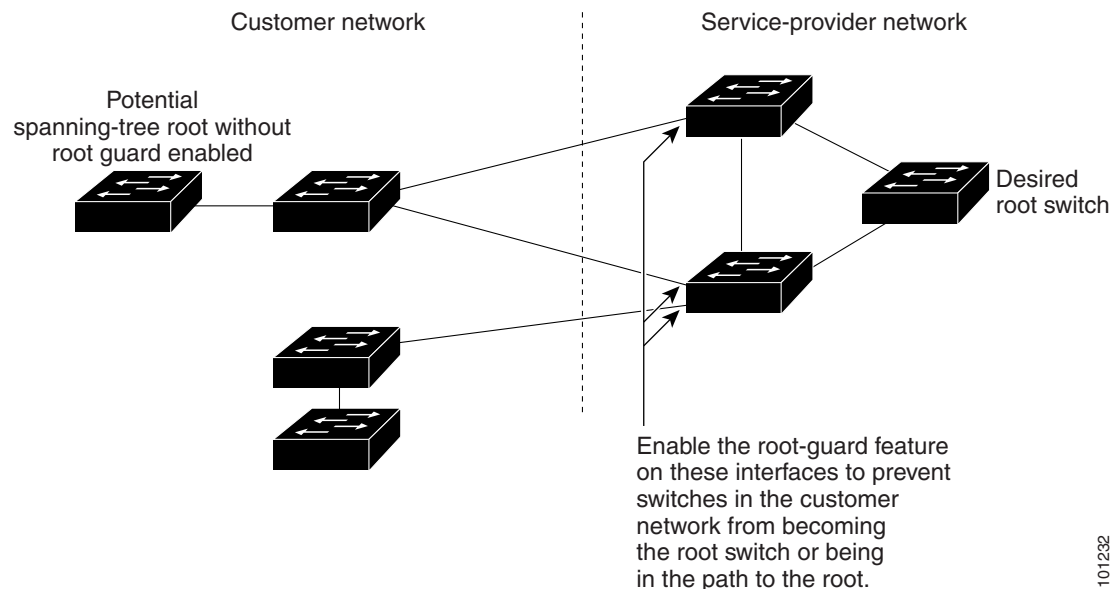 Customer network
Service-provider network
Potential
spanning-tree root without
root guard enabled
Desired
root switch
Enable the root-guard feature
on these interfaces to prevent
switches in the customer
network from becoming
the root switch or being
in the path to the root.
101232